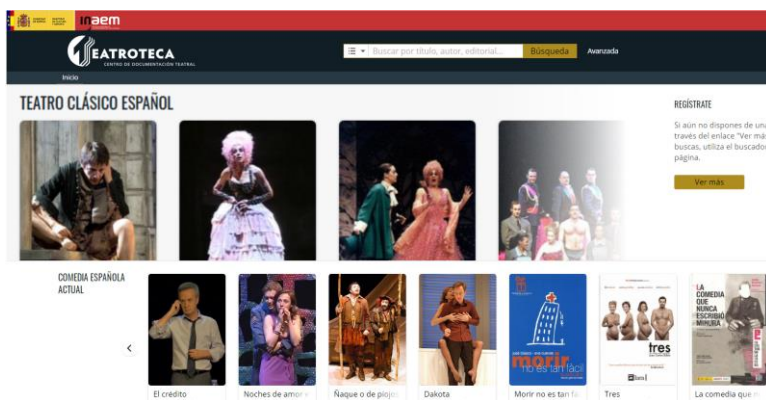 inaem
TEATROTECA
CENTRO DE DOCUMENTACIÓN TEATRAL
Buscar por título, autor, editorial...
Búsqueda
Avanzada
Inicio
TEATRO CLÁSICO ESPAÑOL
REGÍSTRATE
Si aún no dispones de una
través del enlace "Ver más
buscas, utiliza el buscador
página.
Ver más
COMEDIA ESPAÑOLA
ACTUAL
morir
no es tan fácil
tres
LA
COMEDIA
QUE
NUNCA
ESCRIBIÓ
MIHURA
El crédito
Noches de amor
Ñaque o de piojos
Dakota
Morir no es tan fá
Tres
La comedia que n